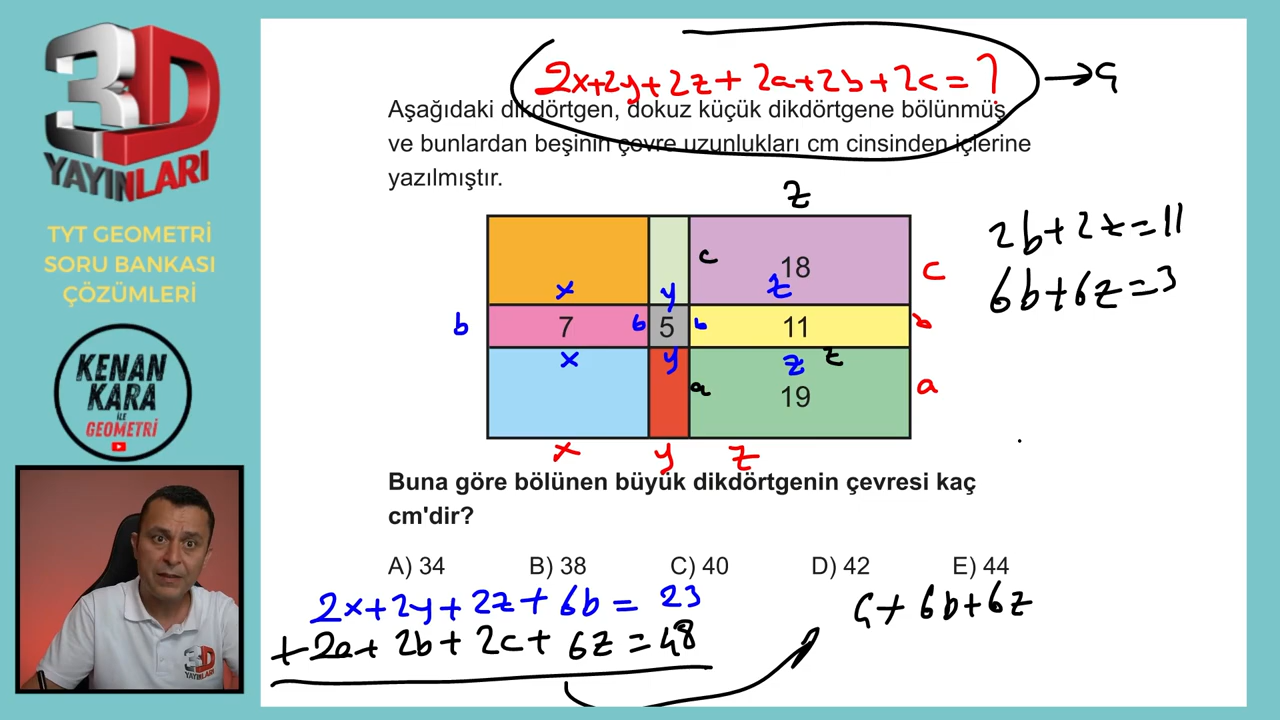 3D
YAYINLARI
TYT GEOMETRİ
SORU BANKASI
ÇÖZÜMLERİ
KENAN
KARA
İLE
GEOMETRİ
3D
YAYINLARI
2x+2y+2z+2a+2b+2c=?
→Ç
Aşağıdaki dikdörtgen, dokuz küçük dikdörtgene bölünmüş
ve bunlardan beşinin çevre uzunlukları cm cinsinden içlerine
yazılmıştır.
z
c 18 c
x y z
b 7 b 5 b 11 b
x y z z
a 19 a
x y z
2b+2z=11
6b+6z=3
Buna göre bölünen büyük dikdörtgenin çevresi kaç
cm'dir?
A) 34 B) 38 C) 40 D) 42 E) 44
2x+2y+2z+6b=23
+2a+2b+2c+6z=48
Ç+6b+6z